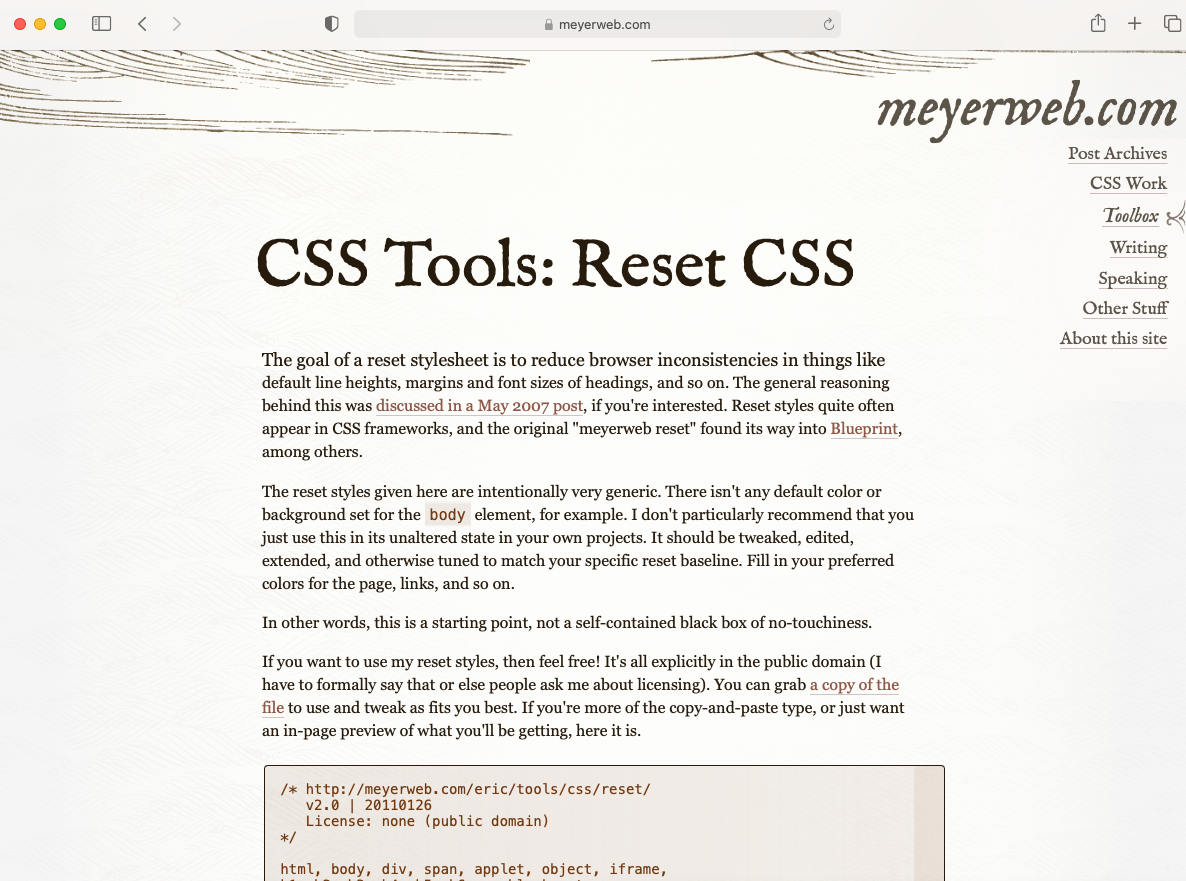 meyerweb.com
meyerweb.com
Post Archives
CSS Work
Toolbox
Writing
Speaking
Other Stuff
About this site
CSS Tools: Reset CSS
The goal of a reset stylesheet is to reduce browser inconsistencies in things like
default line heights, margins and font sizes of headings, and so on. The general reasoning
behind this was discussed in a May 2007 post, if you're interested. Reset styles quite often
appear in CSS frameworks, and the original "meyerweb reset" found its way into Blueprint,
among others.
The reset styles given here are intentionally very generic. There isn't any default color or
background set for the body element, for example. I don't particularly recommend that you
just use this in its unaltered state in your own projects. It should be tweaked, edited,
extended, and otherwise tuned to match your specific reset baseline. Fill in your preferred
colors for the page, links, and so on.
In other words, this is a starting point, not a self-contained black box of no-touchiness.
If you want to use my reset styles, then feel free! It's all explicitly in the public domain (I
have to formally say that or else people ask me about licensing). You can grab a copy of the
file to use and tweak as fits you best. If you're more of the copy-and-paste type, or just want
an in-page preview of what you'll be getting, here it is.
/* http://meyerweb.com/eric/tools/css/reset/
v2.0 | 20110126
License: none (public domain)
*/
html, body, div, span, applet, object, iframe,